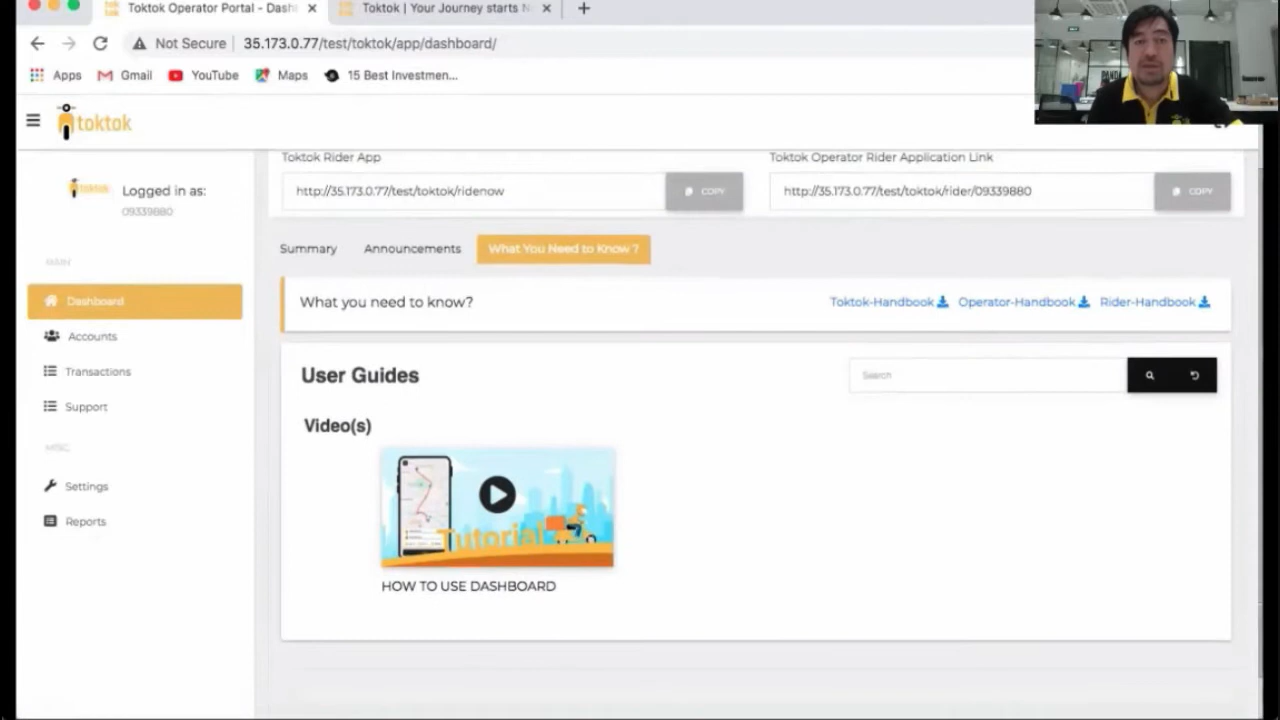 Toktok Operator Portal - Dash
Toktok | Your Journey starts N
Not Secure
35.173.0.77/test/toktok/app/dashboard/
Apps
Gmail
YouTube
Maps
15 Best Investmen...
toktok
toktok
Logged in as:
09339880
MAIN
Dashboard
Accounts
Transactions
Support
MISC
Settings
Reports
Toktok Rider App
http://35.173.0.77/test/toktok/ridenow
COPY
Toktok Operator Rider Application Link
http://35.173.0.77/test/toktok/rider/09339880
COPY
Summary
Announcements
What You Need to Know ?
What you need to know?
Toktok-Handbook
Operator-Handbook
Rider-Handbook
User Guides
Search
Video(s)
Tutorial
HOW TO USE DASHBOARD